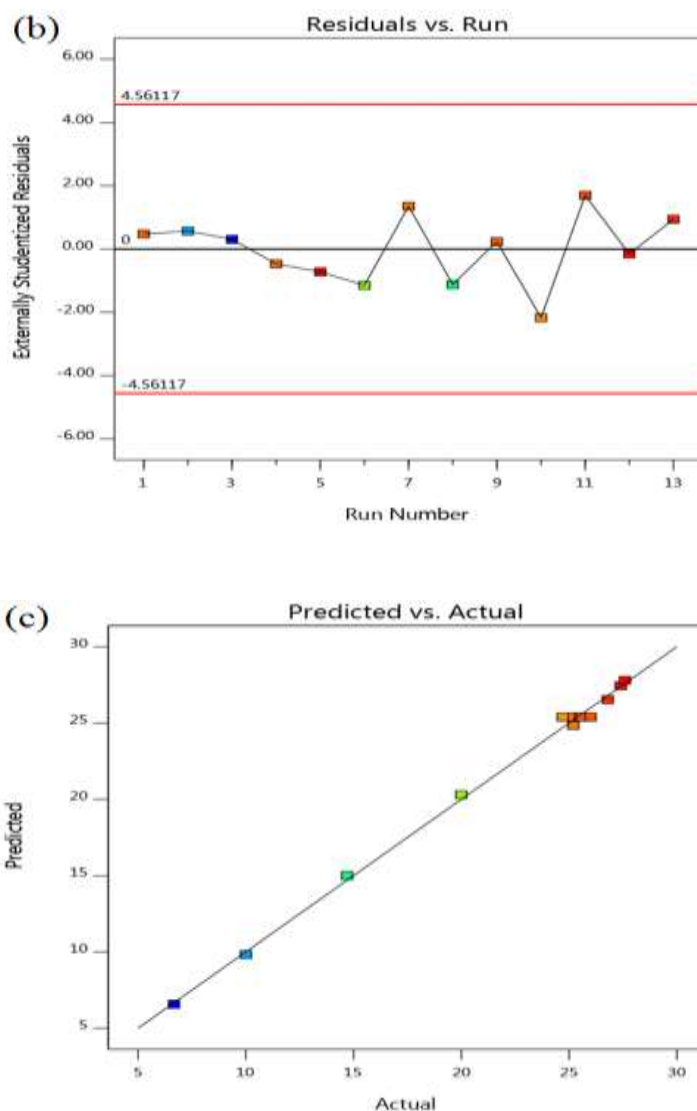 (b)
Residuals vs. Run
Externally Studentized Residuals
6.00
4.56117
4.00
2.00
0
0.00
-2.00
-4.00
-4.56117
-6.00
1 3 5 7 9 11 13
Run Number
(c)
Predicted vs. Actual
Predicted
30
25
20
15
10
5
5 10 15 20 25 30
Actual